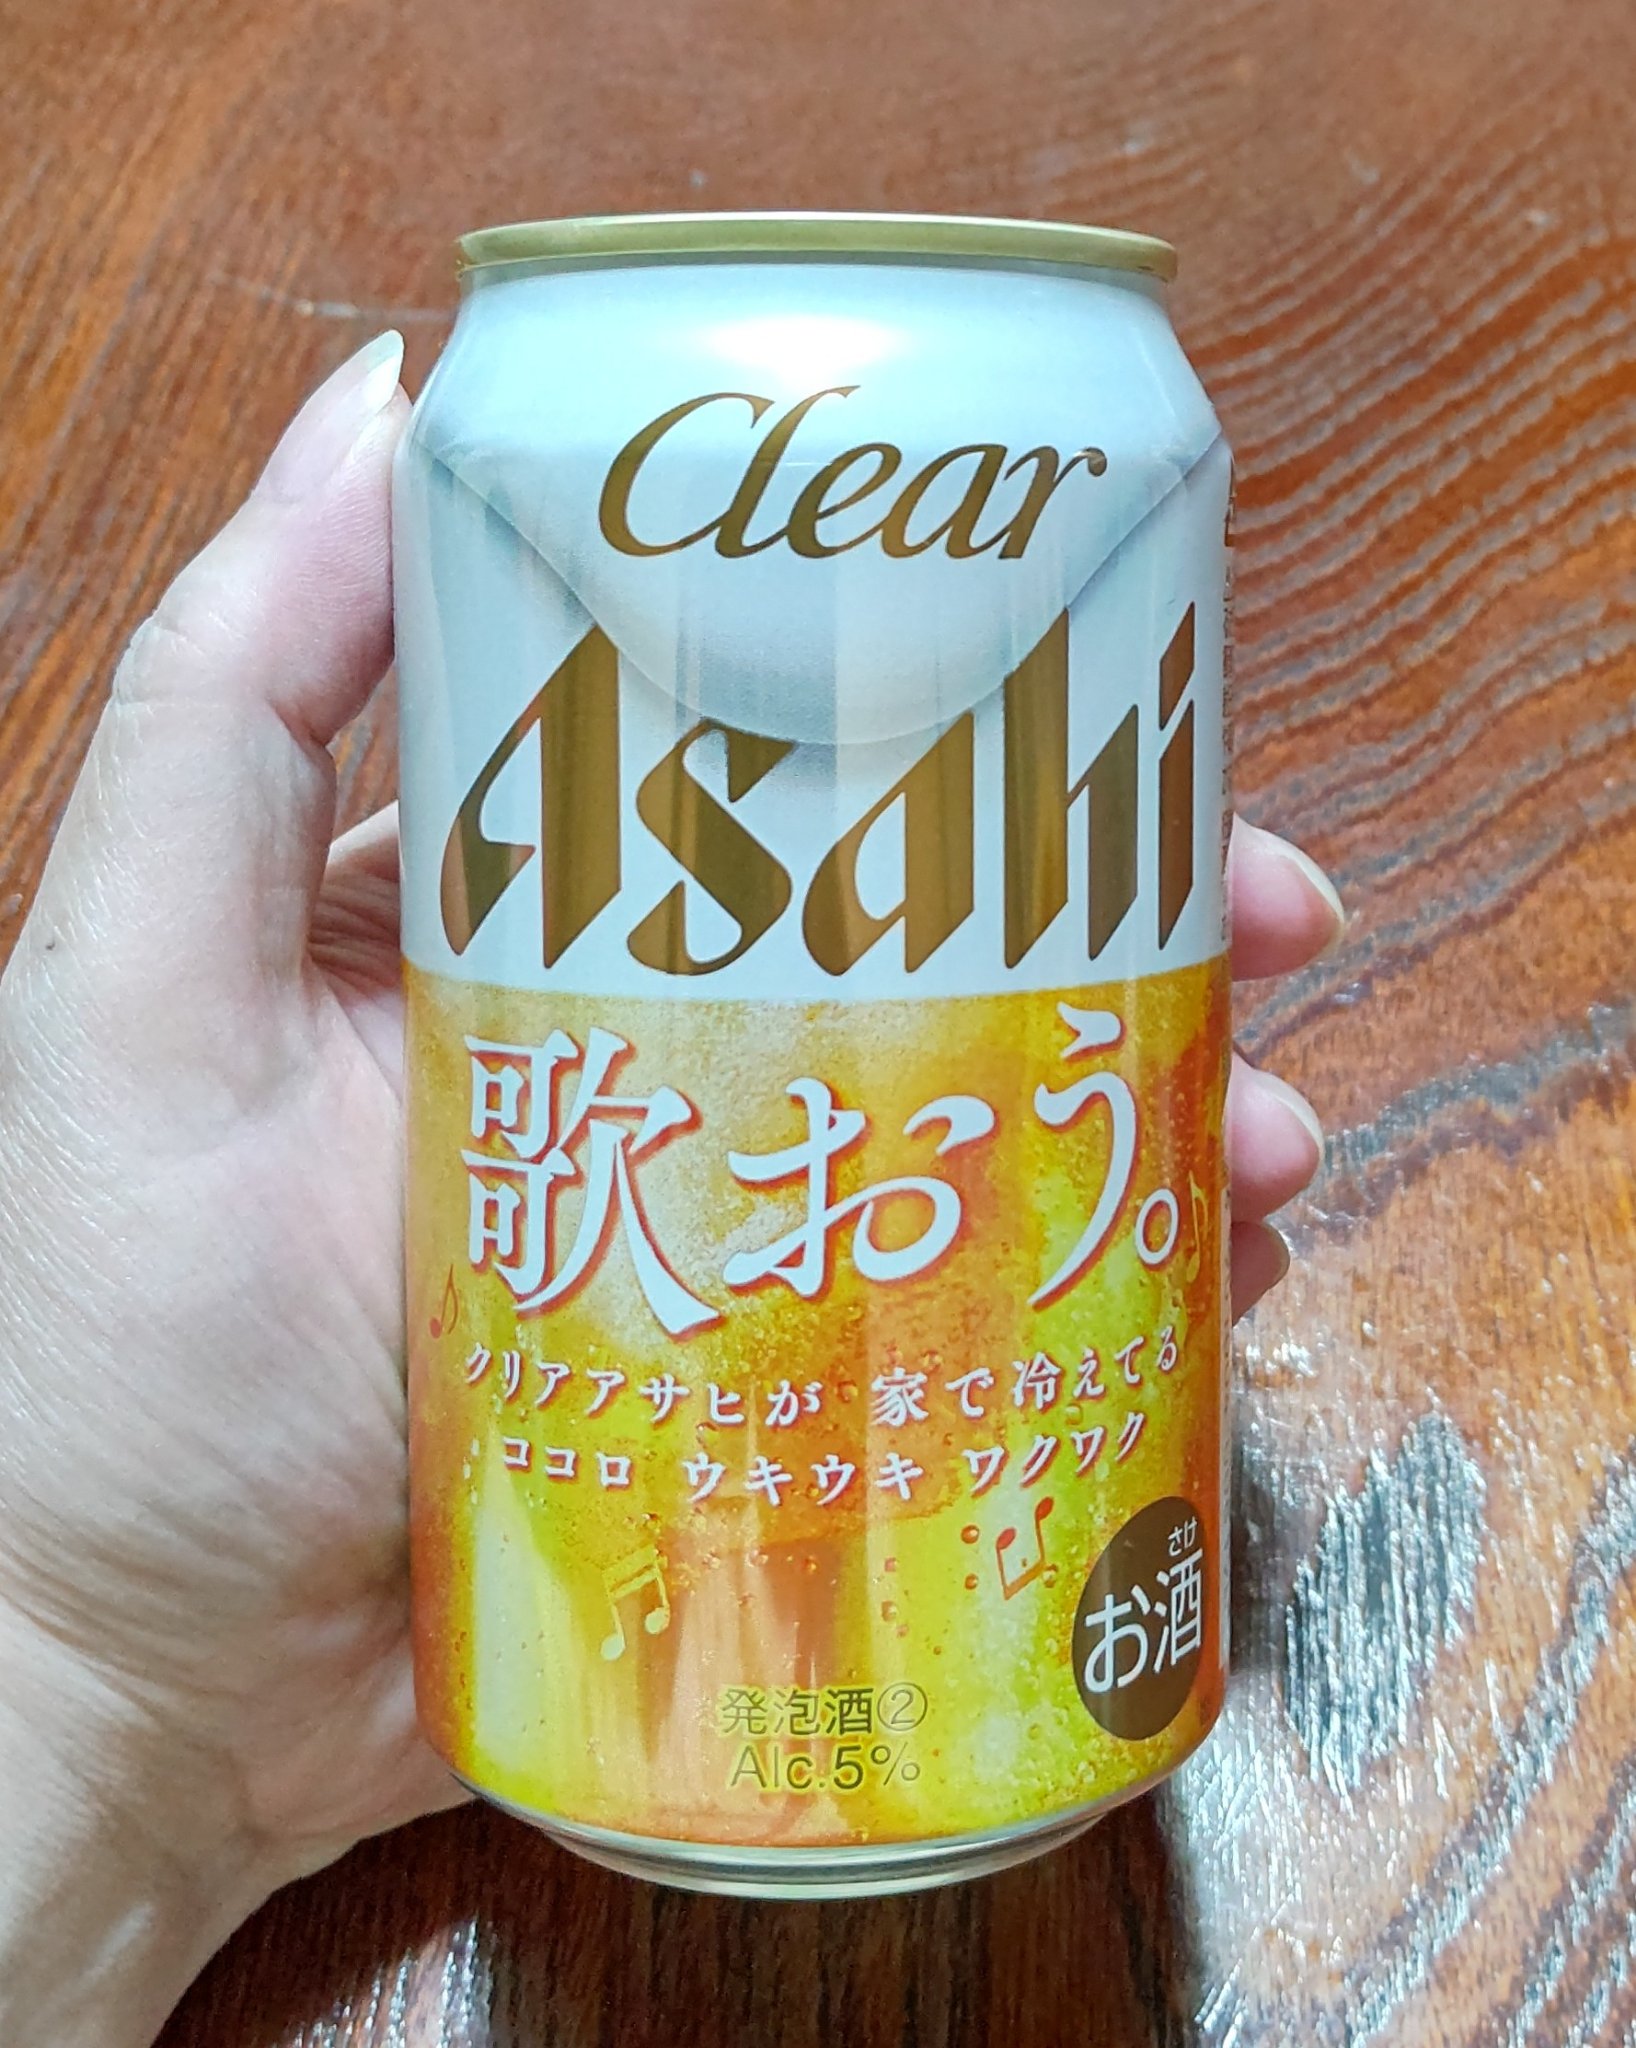 Clear
Asahi
歌おう。
クリアアサヒが 家で冷えてる
ココロ ウキウキ ワクワク
さけ
お酒
発泡酒②
Alc.5%